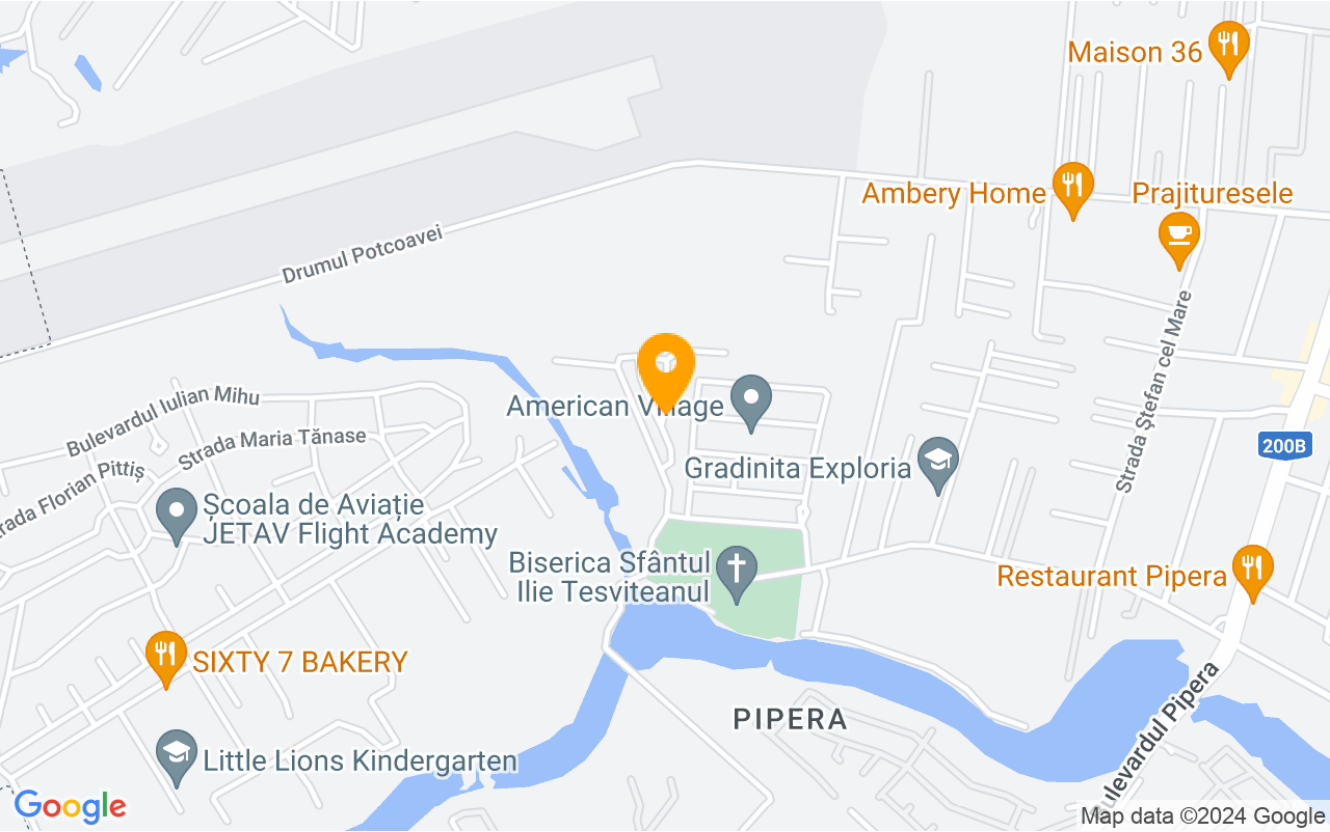 Maison 36
Ambery Home
Prajituresele
Drumul Potcoavei
Strada Ștefan cel Mare
Bulevardul Iulian Mihu
Strada Maria Tănase
rada Florian Pittiș
American Village
Gradinita Exploria
200B
Școala de Aviație
JETAV Flight Academy
Biserica Sfântul
Ilie Tesviteanul
Restaurant Pipera
SIXTY 7 BAKERY
PIPERA
Bulevardul Pipera
Little Lions Kindergarten
Google
Map data ©2024 Google